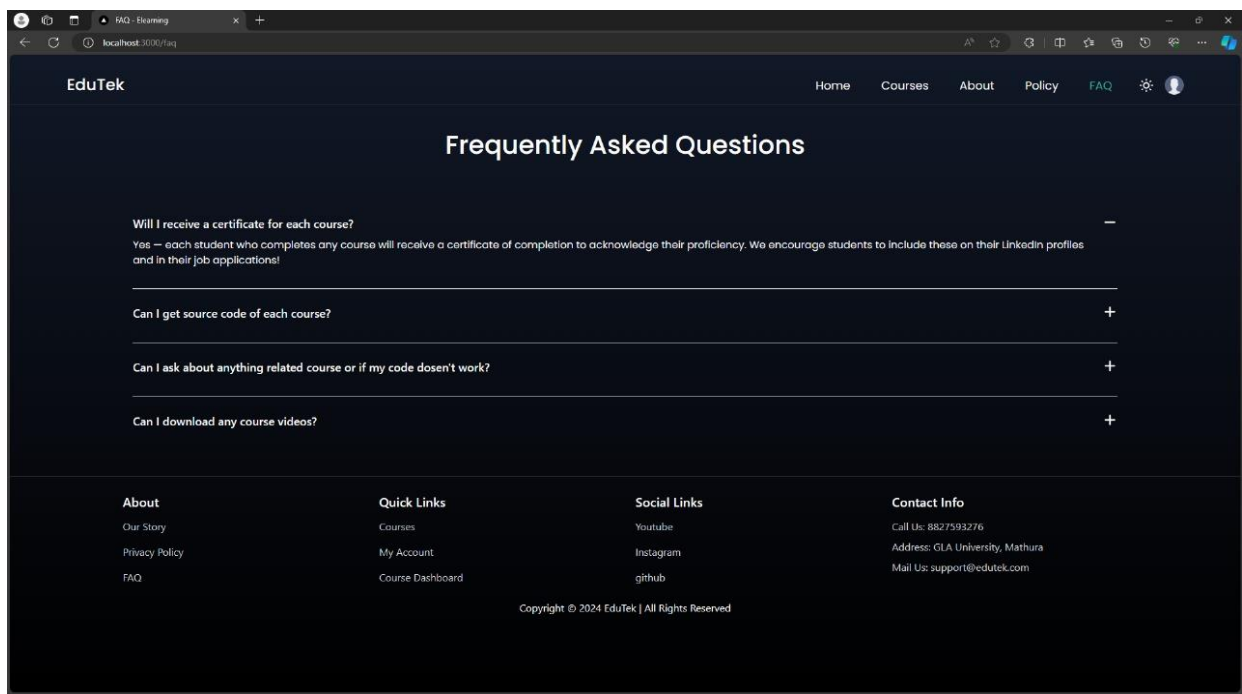 FAQ - Elearning
localhost:3000/faq
EduTek
Home Courses About Policy FAQ
Frequently Asked Questions
Will I receive a certificate for each course?
Yes — each student who completes any course will receive a certificate of completion to acknowledge their proficiency. We encourage students to include these on their LinkedIn profiles
and in their job applications!
Can I get source code of each course?
Can I ask about anything related course or if my code dosen't work?
Can I download any course videos?
About Quick Links Social Links Contact Info
Our Story Courses Youtube Call Us: 8827593276
Privacy Policy My Account Instagram Address: GLA University, Mathura
FAQ Course Dashboard github Mail Us: support@edutek.com
Copyright © 2024 EduTek | All Rights Reserved